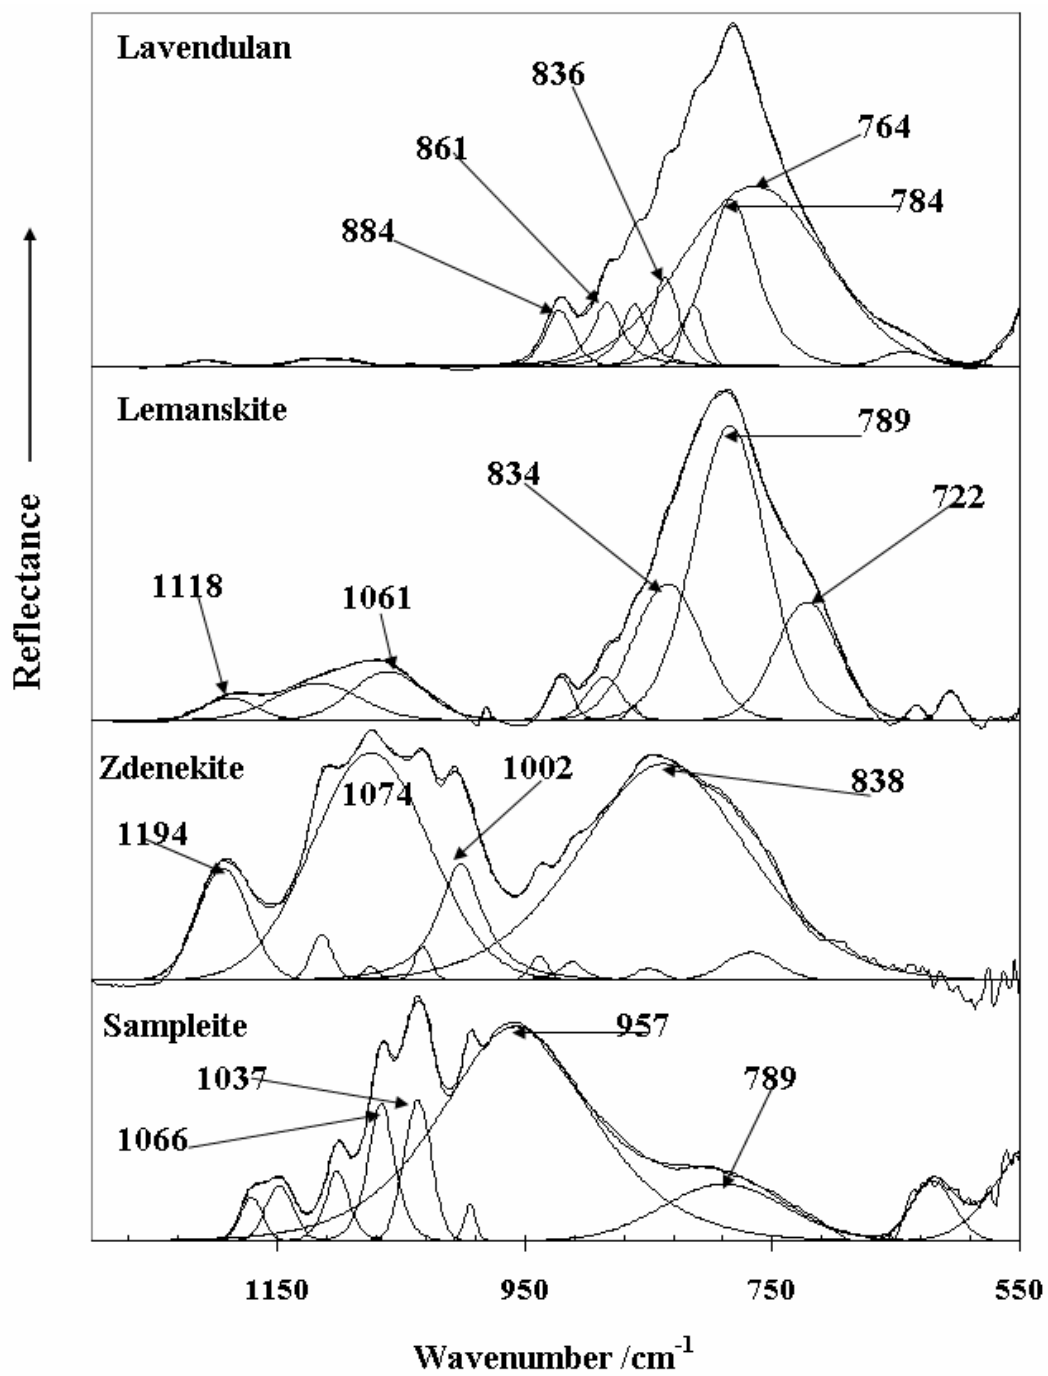 Lavendulan
836
764
861
784
884
Lemanskite
789
834
722
1118
1061
Reflectance
Zdenekite
1002
838
1074
1194
Sampleite
957
1037
789
1066
1150 950 750 550
Wavenumber /cm-1